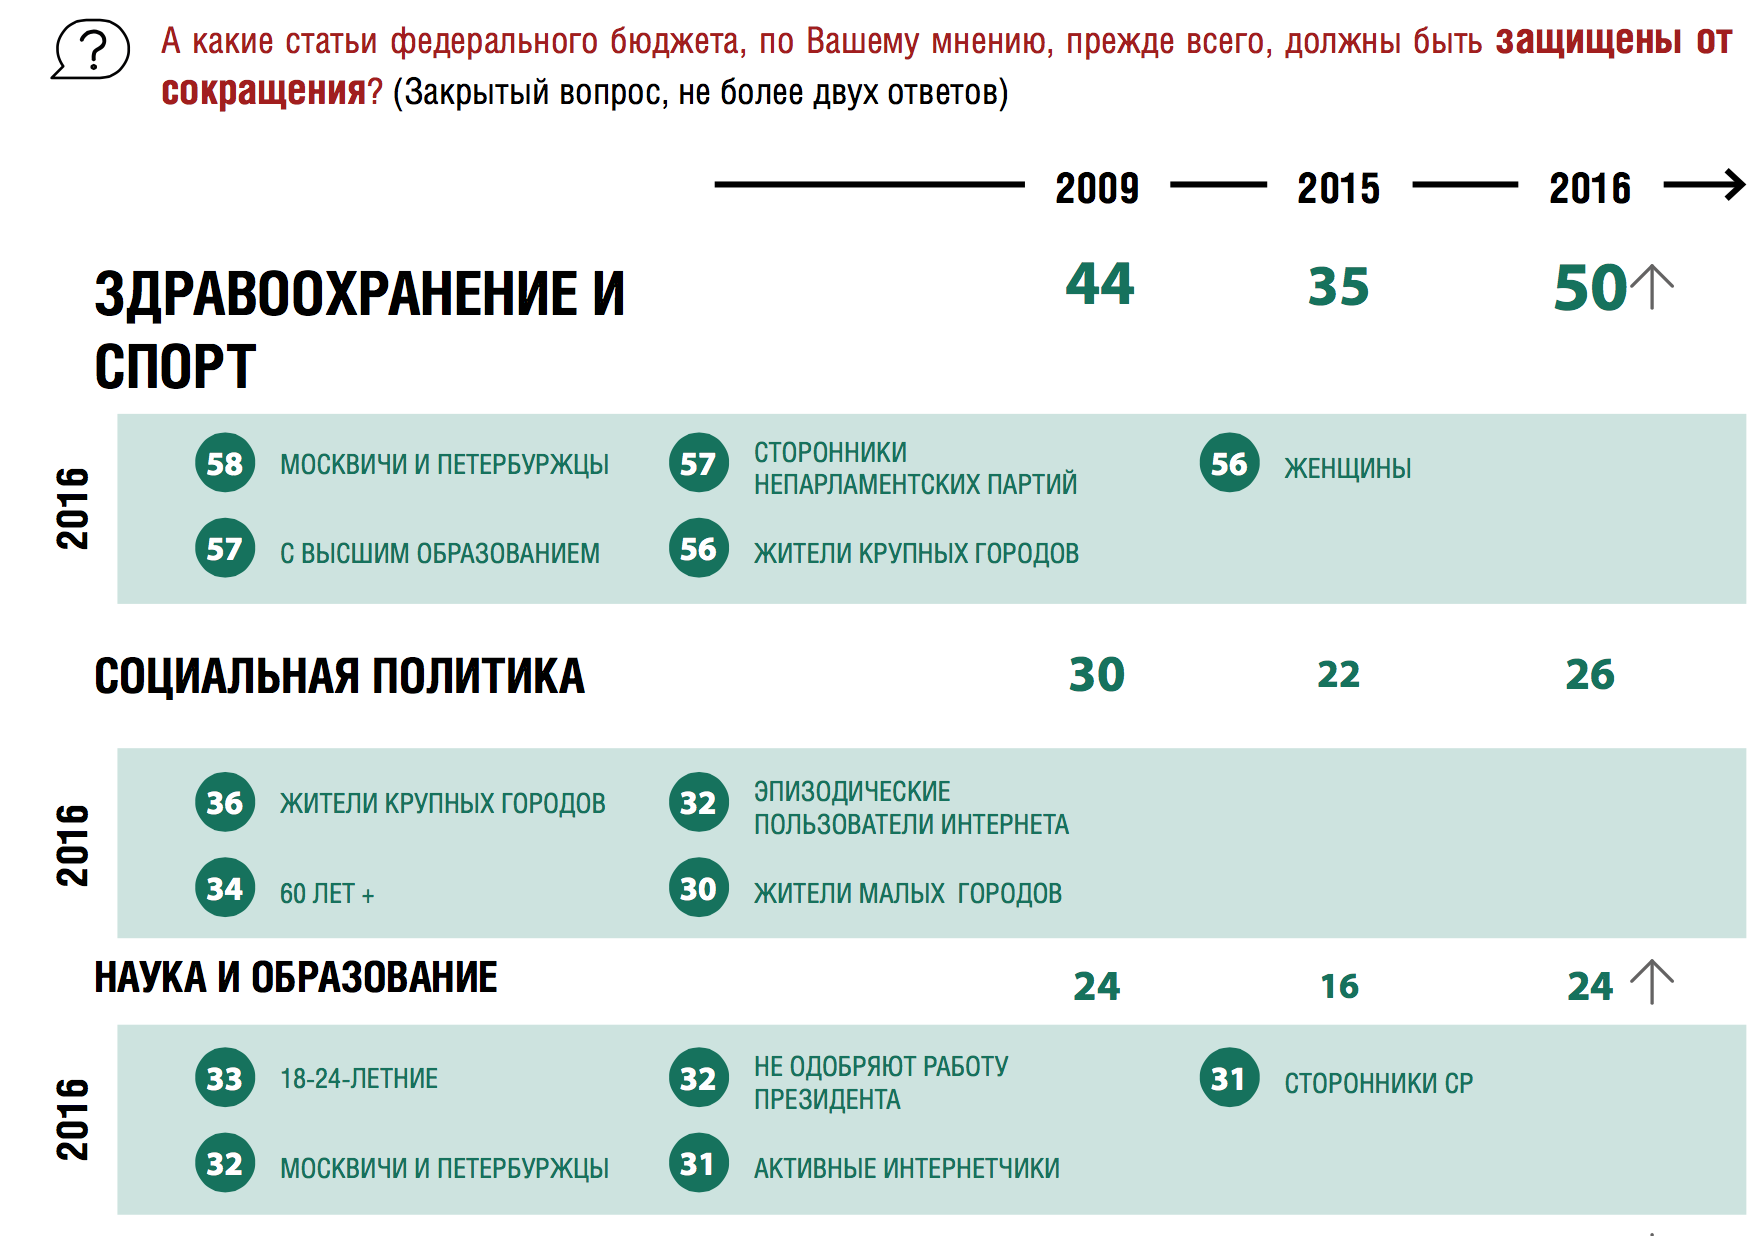 ?
А какие статьи федерального бюджета, по Вашему мнению, прежде всего, должны быть защищены от
сокращения? (Закрытый вопрос, не более двух ответов)
2009 2015 2016
ЗДРАВООХРАНЕНИЕ И 44 35 50
СПОРТ
2016
58 МОСКВИЧИ И ПЕТЕРБУРЖЦЫ
57 СТОРОННИКИ
НЕПАРЛАМЕНТСКИХ ПАРТИЙ
56 ЖЕНЩИНЫ
57 С ВЫСШИМ ОБРАЗОВАНИЕМ
56 ЖИТЕЛИ КРУПНЫХ ГОРОДОВ
СОЦИАЛЬНАЯ ПОЛИТИКА 30 22 26
2016
36 ЖИТЕЛИ КРУПНЫХ ГОРОДОВ
32 ЭПИЗОДИЧЕСКИЕ
ПОЛЬЗОВАТЕЛИ ИНТЕРНЕТА
34 60 ЛЕТ +
30 ЖИТЕЛИ МАЛЫХ ГОРОДОВ
НАУКА И ОБРАЗОВАНИЕ 24 16 24
2016
33 18-24-ЛЕТНИЕ
32 НЕ ОДОБРЯЮТ РАБОТУ
ПРЕЗИДЕНТА
31 СТОРОННИКИ СР
32 МОСКВИЧИ И ПЕТЕРБУРЖЦЫ
31 АКТИВНЫЕ ИНТЕРНЕТЧИКИ